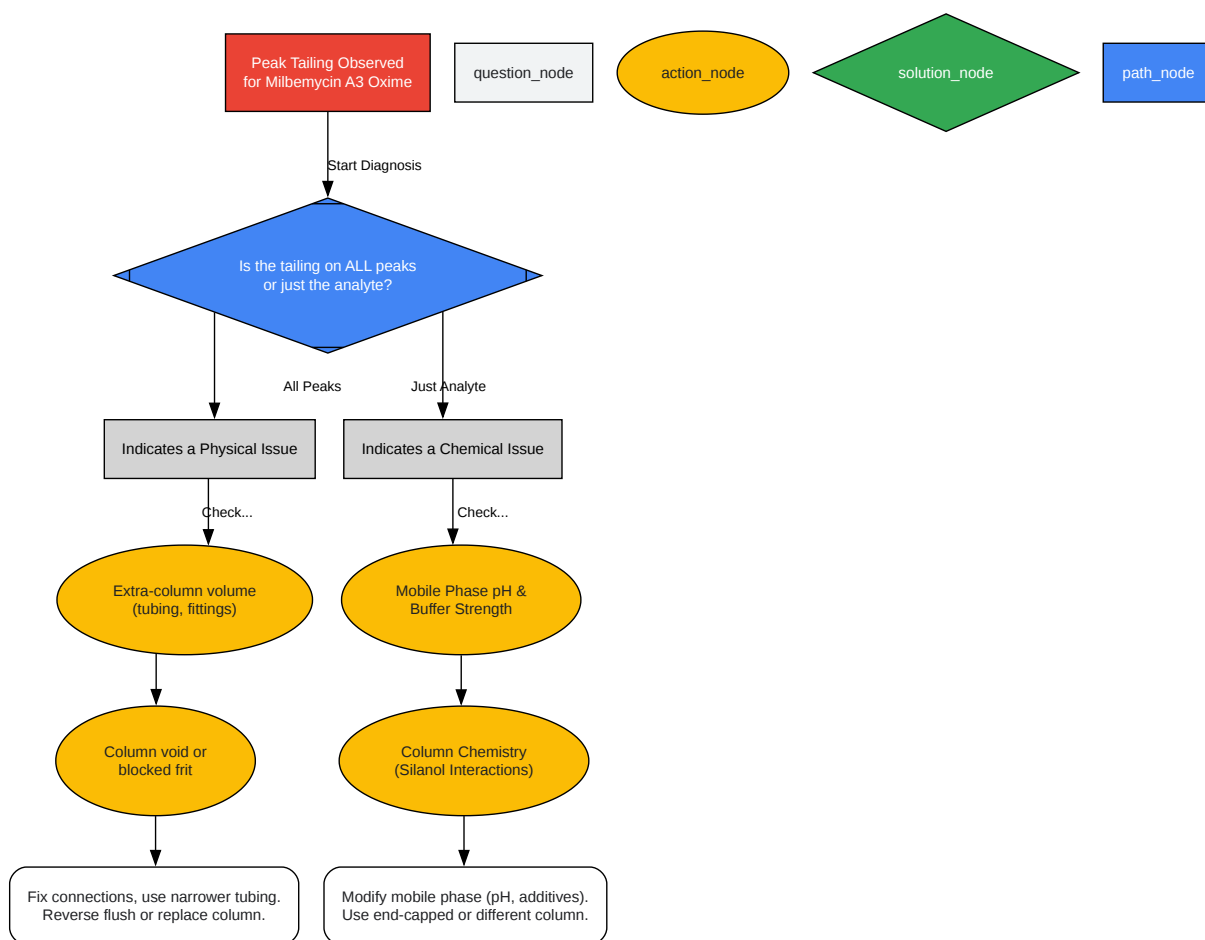 Peak Tailing Observed
for Milbemycin A3 Oxime
question_node
action_node
solution_node
path_node
Start Diagnosis
Is the tailing on ALL peaks
or just the analyte?
All Peaks
Just Analyte
Indicates a Physical Issue
Indicates a Chemical Issue
Check...
Check...
Extra-column volume
(tubing, fittings)
Mobile Phase pH &
Buffer Strength
Column void or
blocked frit
Column Chemistry
(Silanol Interactions)
Fix connections, use narrower tubing.
Reverse flush or replace column.
Modify mobile phase (pH, additives).
Use end-capped or different column.